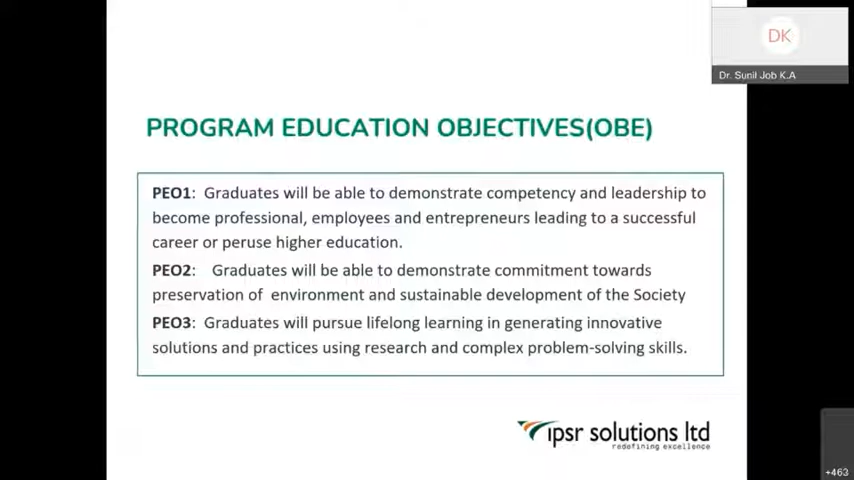 DK
Dr. Sunil Job K.A
PROGRAM EDUCATION OBJECTIVES(OBE)
PEO1: Graduates will be able to demonstrate competency and leadership to
become professional, employees and entrepreneurs leading to a successful
career or peruse higher education.
PEO2: Graduates will be able to demonstrate commitment towards
preservation of environment and sustainable development of the Society
PEO3: Graduates will pursue lifelong learning in generating innovative
solutions and practices using research and complex problem-solving skills.
ipsr solutions ltd
redefining excellence
+463